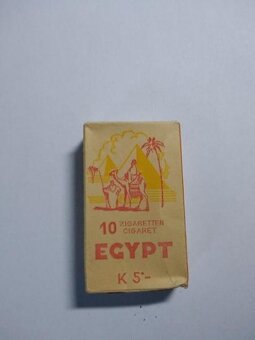 10 ZIGARETTEN
CIGARET
EGYPT
K 5·-